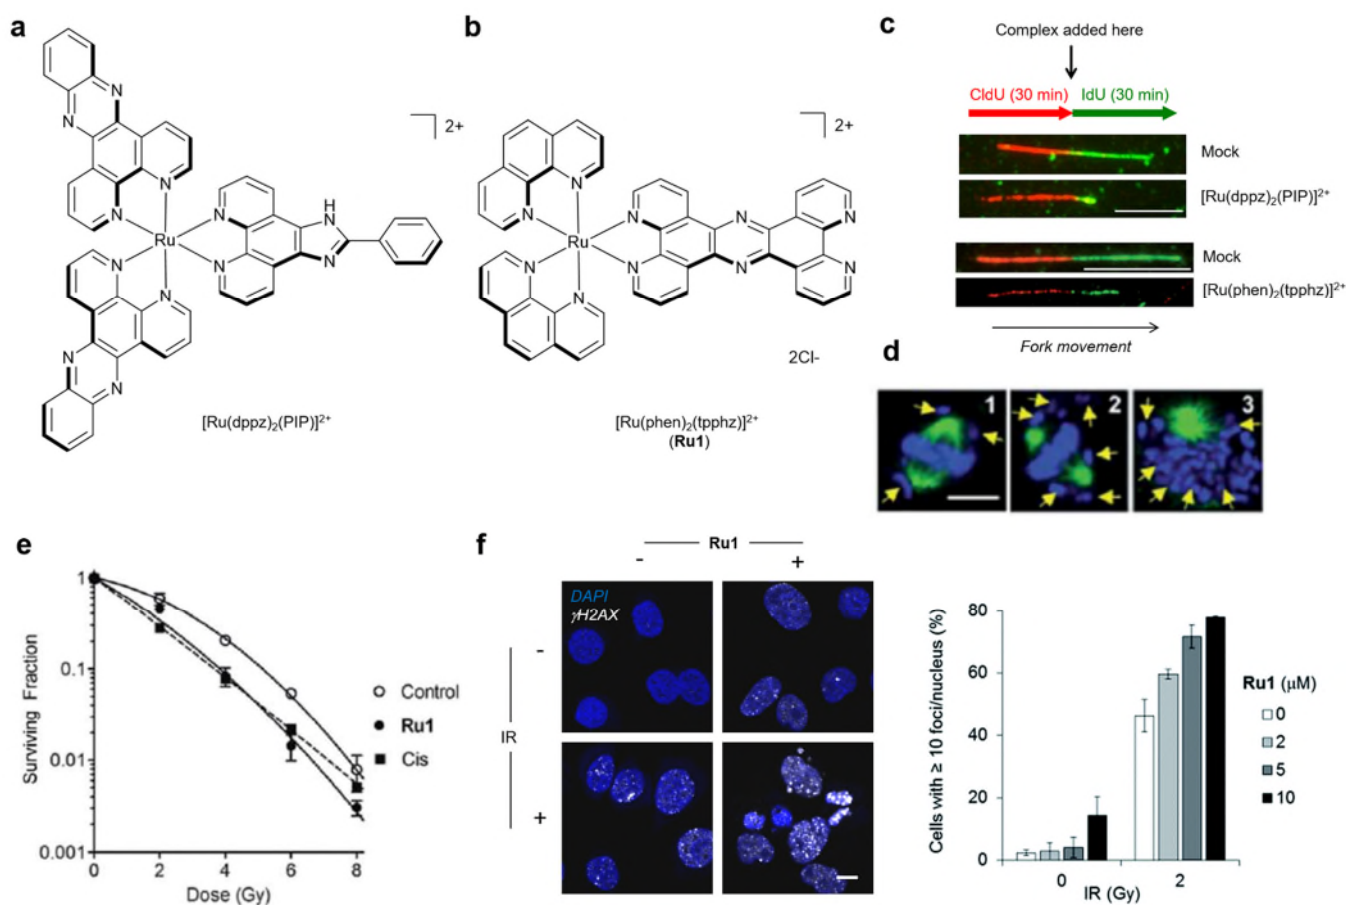 a
N
N
N
N
N
N
N
N
Ru
N
N
H
N
N
2+
[Ru(dppz)₂(PIP)]²⁺
b
N
N
N
N
N
N
Ru
N
N
N
N
2+
2Cl-
[Ru(phen)₂(tpphz)]²⁺
(Ru1)
c
Complex added here
CldU (30 min)
IdU (30 min)
Mock
[Ru(dppz)₂(PIP)]²⁺
Mock
[Ru(phen)₂(tpphz)]²⁺
Fork movement
d
1
2
3
e
Surviving Fraction
1
0.1
0.01
0.001
0
2
4
6
8
Dose (Gy)
Control
Ru1
Cis
f
Ru1
-
+
DAPI
γH2AX
IR
-
+
Cells with ≥ 10 foci/nucleus (%)
80
60
40
20
0
0
2
IR (Gy)
Ru1 (μM)
0
2
5
10